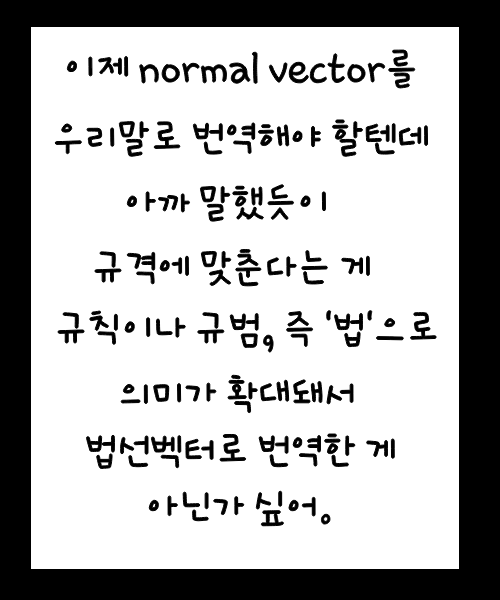 이제 normal vector를
우리말로 번역해야 할텐데
아까 말했듯이
규격에 맞춘다는 게
규칙이나 규범, 즉 '법'으로
의미가 확대돼서
법선벡터로 번역한 게
아닌가 싶어。